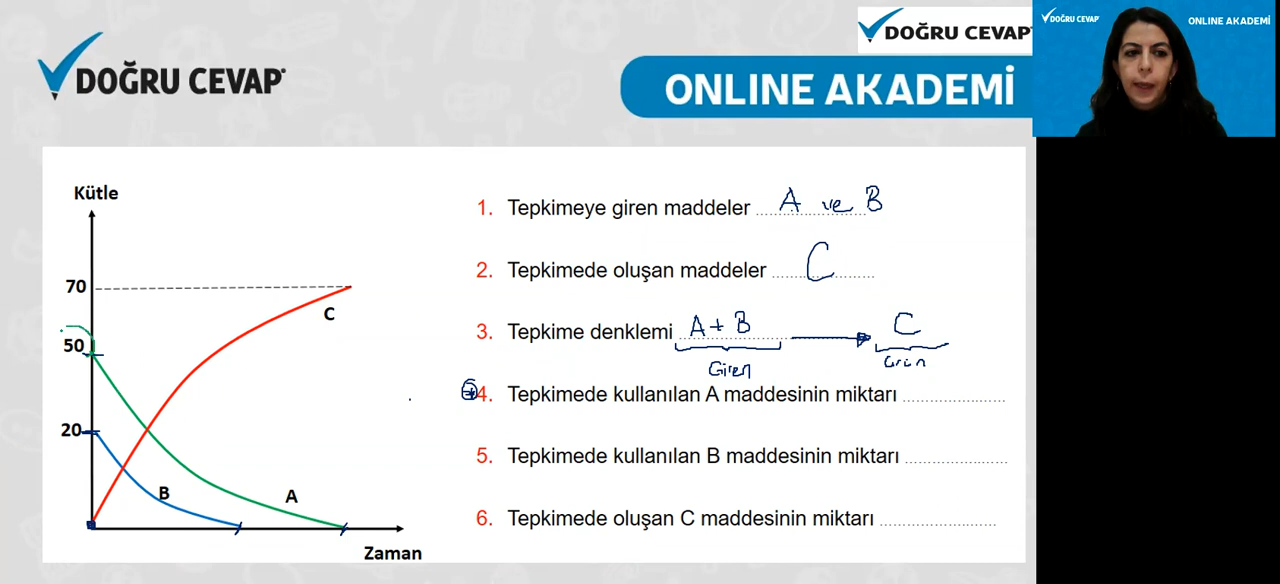 DOĞRU CEVAP
DOĞRU CEVAP
DOĞRU CEVAP
ONLINE AKADEMİ
ONLINE AKADEMİ
Kütle
70
50
20
C
B
A
Zaman
1. Tepkimeye giren maddeler A ve B
2. Tepkimede oluşan maddeler C
3. Tepkime denklemi A + B → C
Giren
ürün
4. Tepkimede kullanılan A maddesinin miktarı
5. Tepkimede kullanılan B maddesinin miktarı
6. Tepkimede oluşan C maddesinin miktarı